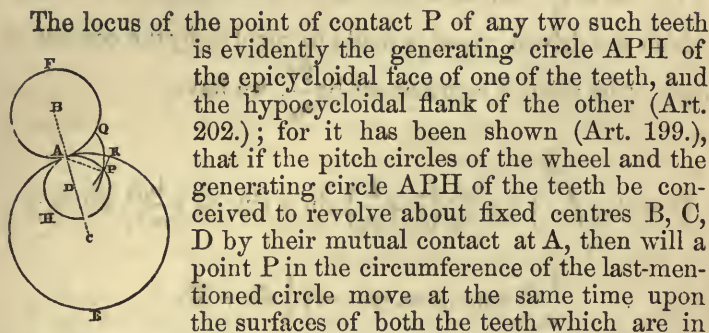 The locus of the point of contact P of any two such teeth
is evidently the generating circle APH of
the epicycloidal face of one of the teeth, and
the hypocycloidal flank of the other (Art.
202.); for it has been shown (Art. 199.),
that if the pitch circles of the wheel and the
generating circle APH of the teeth be con-
ceived to revolve about fixed centres B, C,
D by their mutual contact at A, then will a
point P in the circumference of the last-men-
tioned circle move at the same time upon
the surfaces of both the teeth which are in
F
B
Q
A
R
P
D
H
C
E